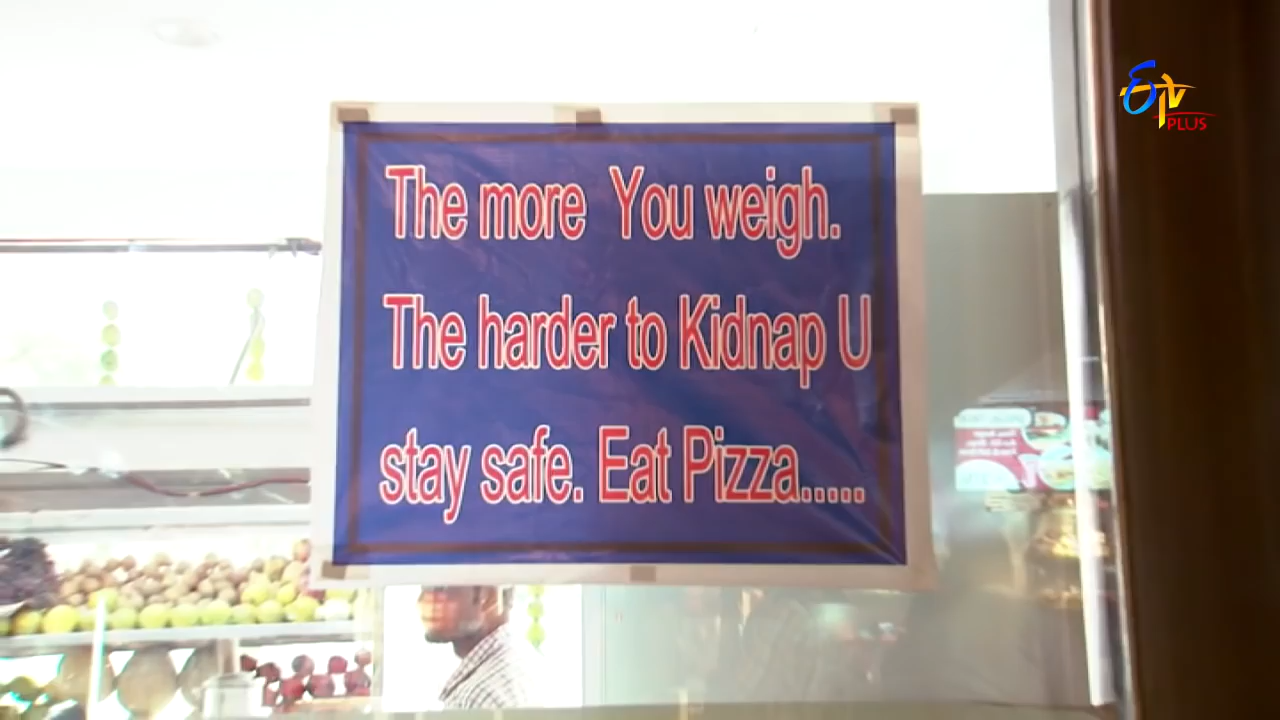 ETV
PLUS
The more You weigh.
The harder to Kidnap U
stay safe. Eat Pizza.....